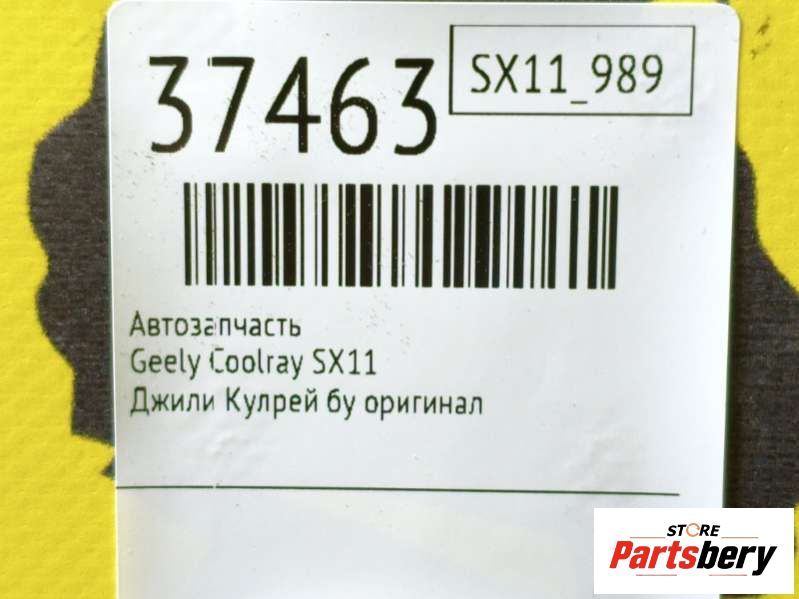 37463
SX11_989
Автозапчасть
Geely Coolray SX11
Джили Кулрей бу оригинал
STORE
Partsbery